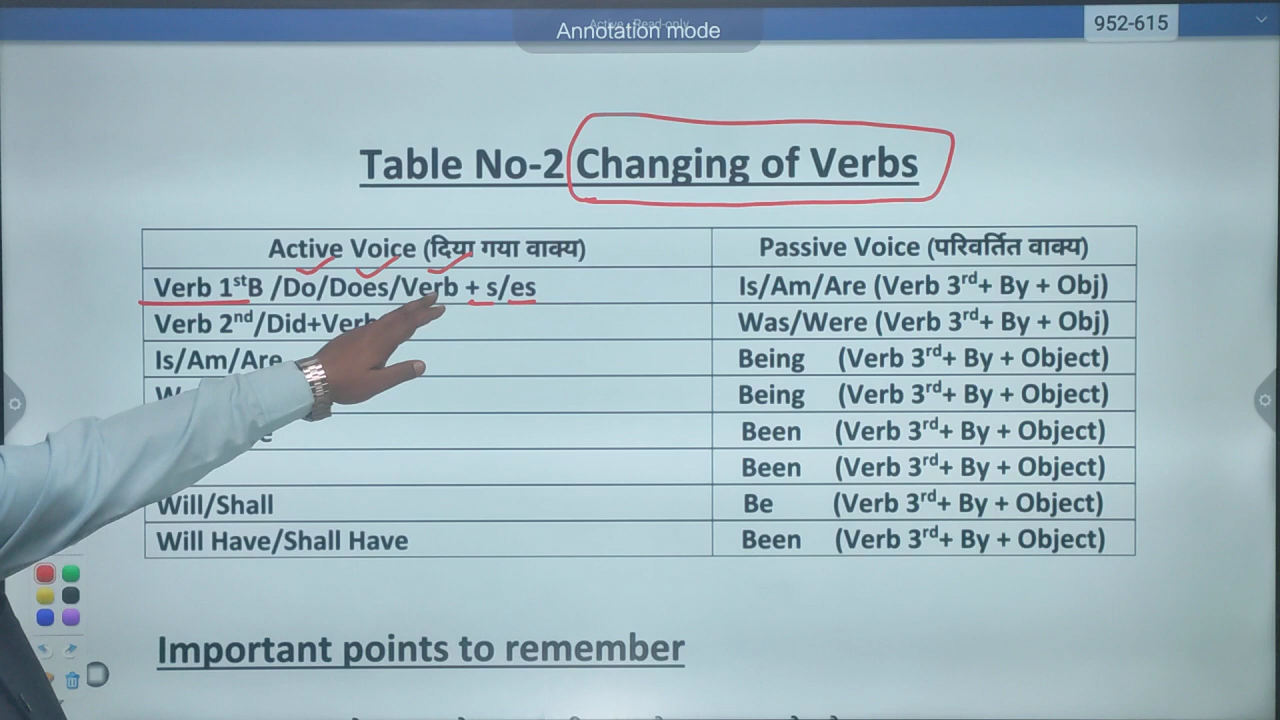 Annotation mode
952-615
Table No-2 Changing of Verbs
Active Voice (दिया गया वाक्य) Passive Voice (परिवर्तित वाक्य)
Verb 1stB /Do/Does/Verb + s/es Is/Am/Are (Verb 3rd+ By + Obj)
Verb 2nd/Did+Verb Was/Were (Verb 3rd+ By + Obj)
Is/Am/Are Being (Verb 3rd+ By + Object)
Being (Verb 3rd+ By + Object)
Been (Verb 3rd+ By + Object)
Been (Verb 3rd+ By + Object)
Will/Shall Be (Verb 3rd+ By + Object)
Will Have/Shall Have Been (Verb 3rd+ By + Object)
Important points to remember